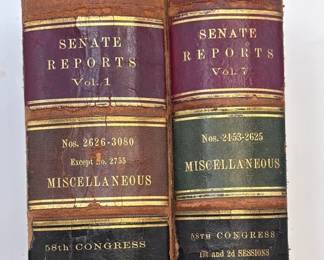 SENATE
REPORTS
Vol. 1
Nos. 2626-3080
Except No. 2755
MISCELLANEOUS
58th CONGRESS
SENATE
REPORTS
Vol. 7
Nos. 2453-2625
MISCELLANEOUS
58TH CONGRESS
1st and 2d SESSIONS